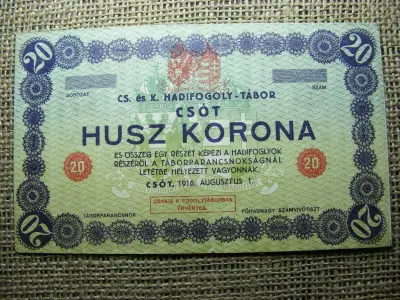 20 20
SOROZAT SZÁM
CS. és K. HADIFOGOLY-TÁBOR
CSÓT
HUSZ KORONA
ES ÖSSZEG EGY RÉSZÉT KÉPEZI A HADIFOGLYOK
20 RÉSZÉRŐL A TÁBORPARANCSNOKSÁGNÁL 20
LETÉTBE HELYEZETT VAGYONNAK.
CSÓT, 1916. AUGUSZTUS 1.
CSAKIS A FOGOLYTÁBORBAN
ÉRVÉNYES.
TÁBORPARANCSNOK FŐHADNAGY SZÁMVIVŐTISZT
20 20